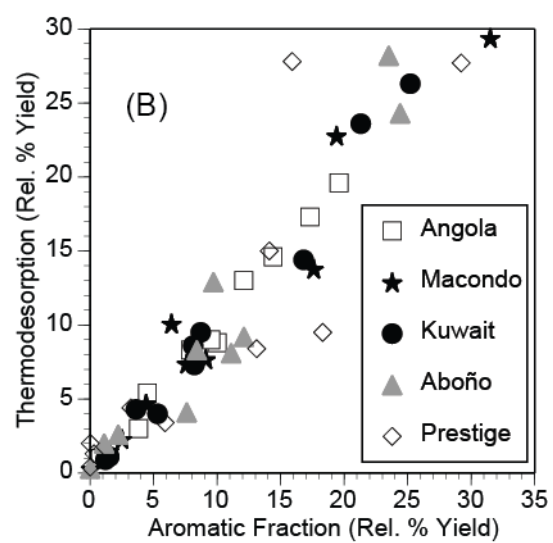 30
25
20
15
10
5
0
Thermodesorption (Rel. % Yield)
(B)
Angola
Macondo
Kuwait
Aboño
Prestige
0 5 10 15 20 25 30 35
Aromatic Fraction (Rel. % Yield)